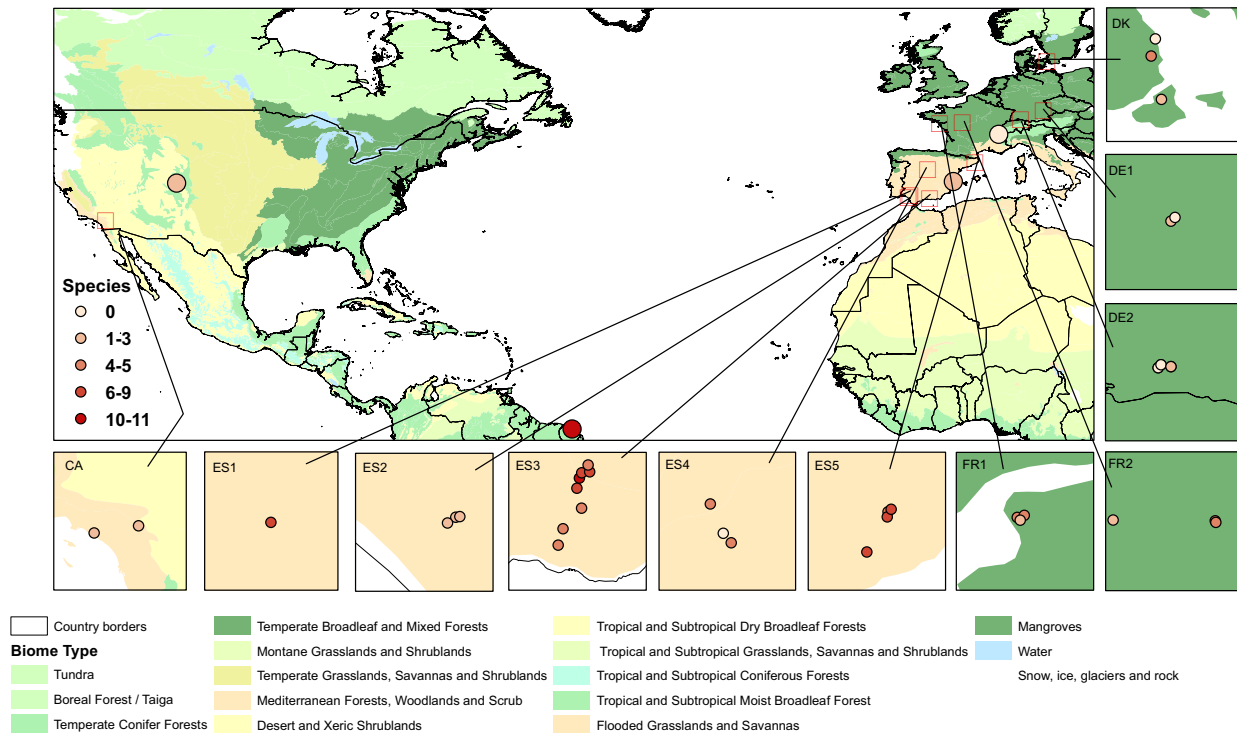 DK
DE1
DE2
Species
0
1-3
4-5
6-9
10-11
CA
ES1
ES2
ES3
ES4
ES5
FR1
FR2
Country borders
Biome Type
Tundra
Boreal Forest / Taiga
Temperate Conifer Forests
Temperate Broadleaf and Mixed Forests
Montane Grasslands and Shrublands
Temperate Grasslands, Savannas and Shrublands
Mediterranean Forests, Woodlands and Scrub
Desert and Xeric Shrublands
Tropical and Subtropical Dry Broadleaf Forests
Tropical and Subtropical Grasslands, Savannas and Shrublands
Tropical and Subtropical Coniferous Forests
Tropical and Subtropical Moist Broadleaf Forest
Flooded Grasslands and Savannas
Mangroves
Water
Snow, ice, glaciers and rock